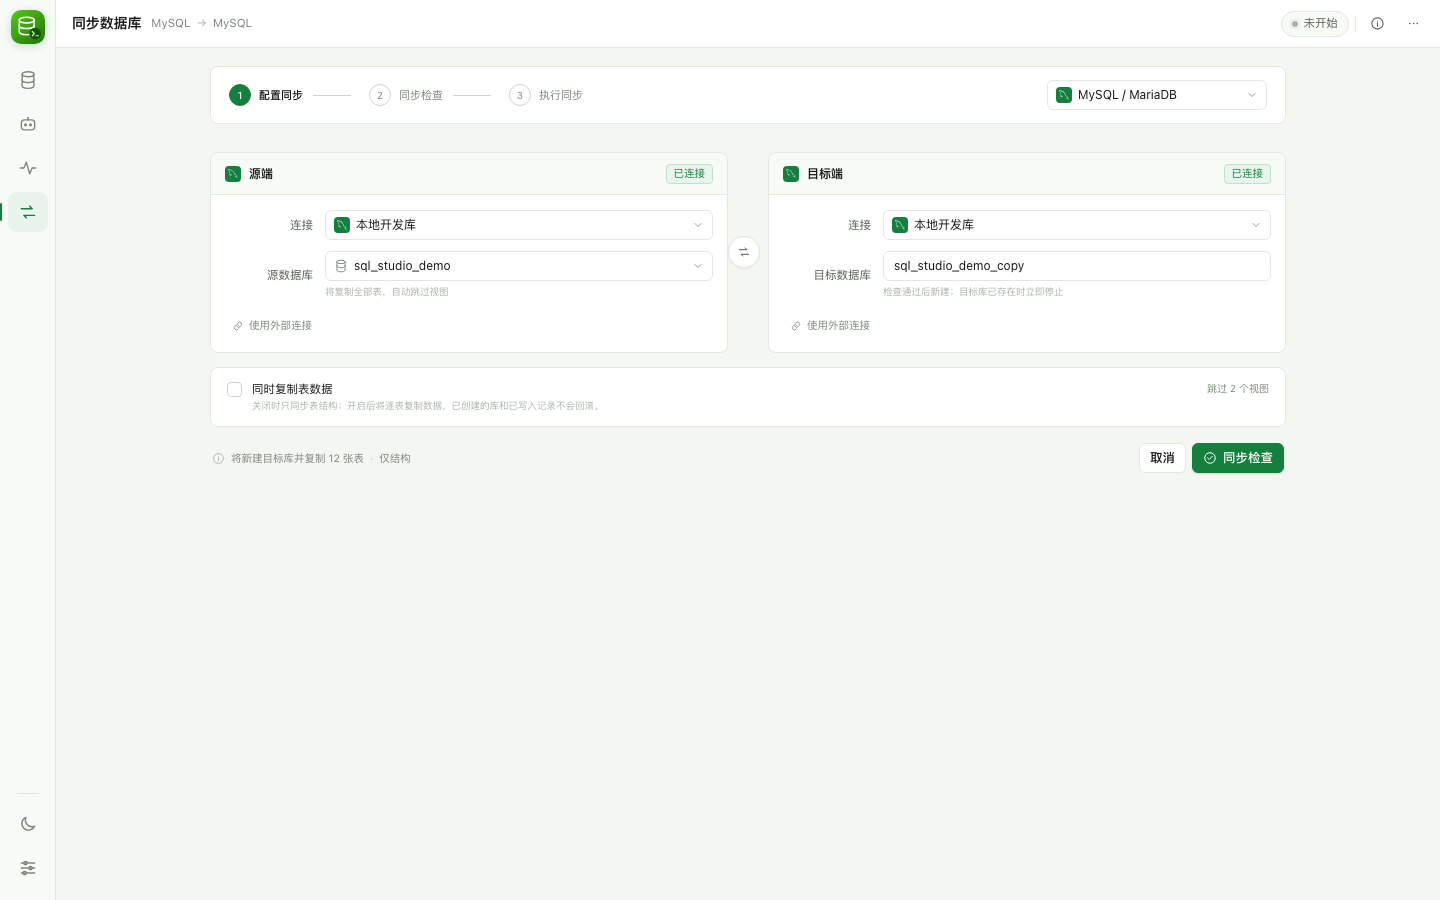 同步数据库 MySQL → MySQL
未开始
1 配置同步 2 同步检查 3 执行同步
MySQL / MariaDB
源端 已连接
连接 本地开发库
源数据库 sql_studio_demo
将复制全部表，自动跳过视图
使用外部连接
目标端 已连接
连接 本地开发库
目标数据库 sql_studio_demo_copy
检查通过后新建；目标库已存在时立即停止
使用外部连接
同时复制表数据 跳过 2 个视图
关闭时只同步表结构；开启后将逐表复制数据，已创建的库和已写入记录不会回滚。
将新建目标库并复制 12 张表 · 仅结构
取消 同步检查